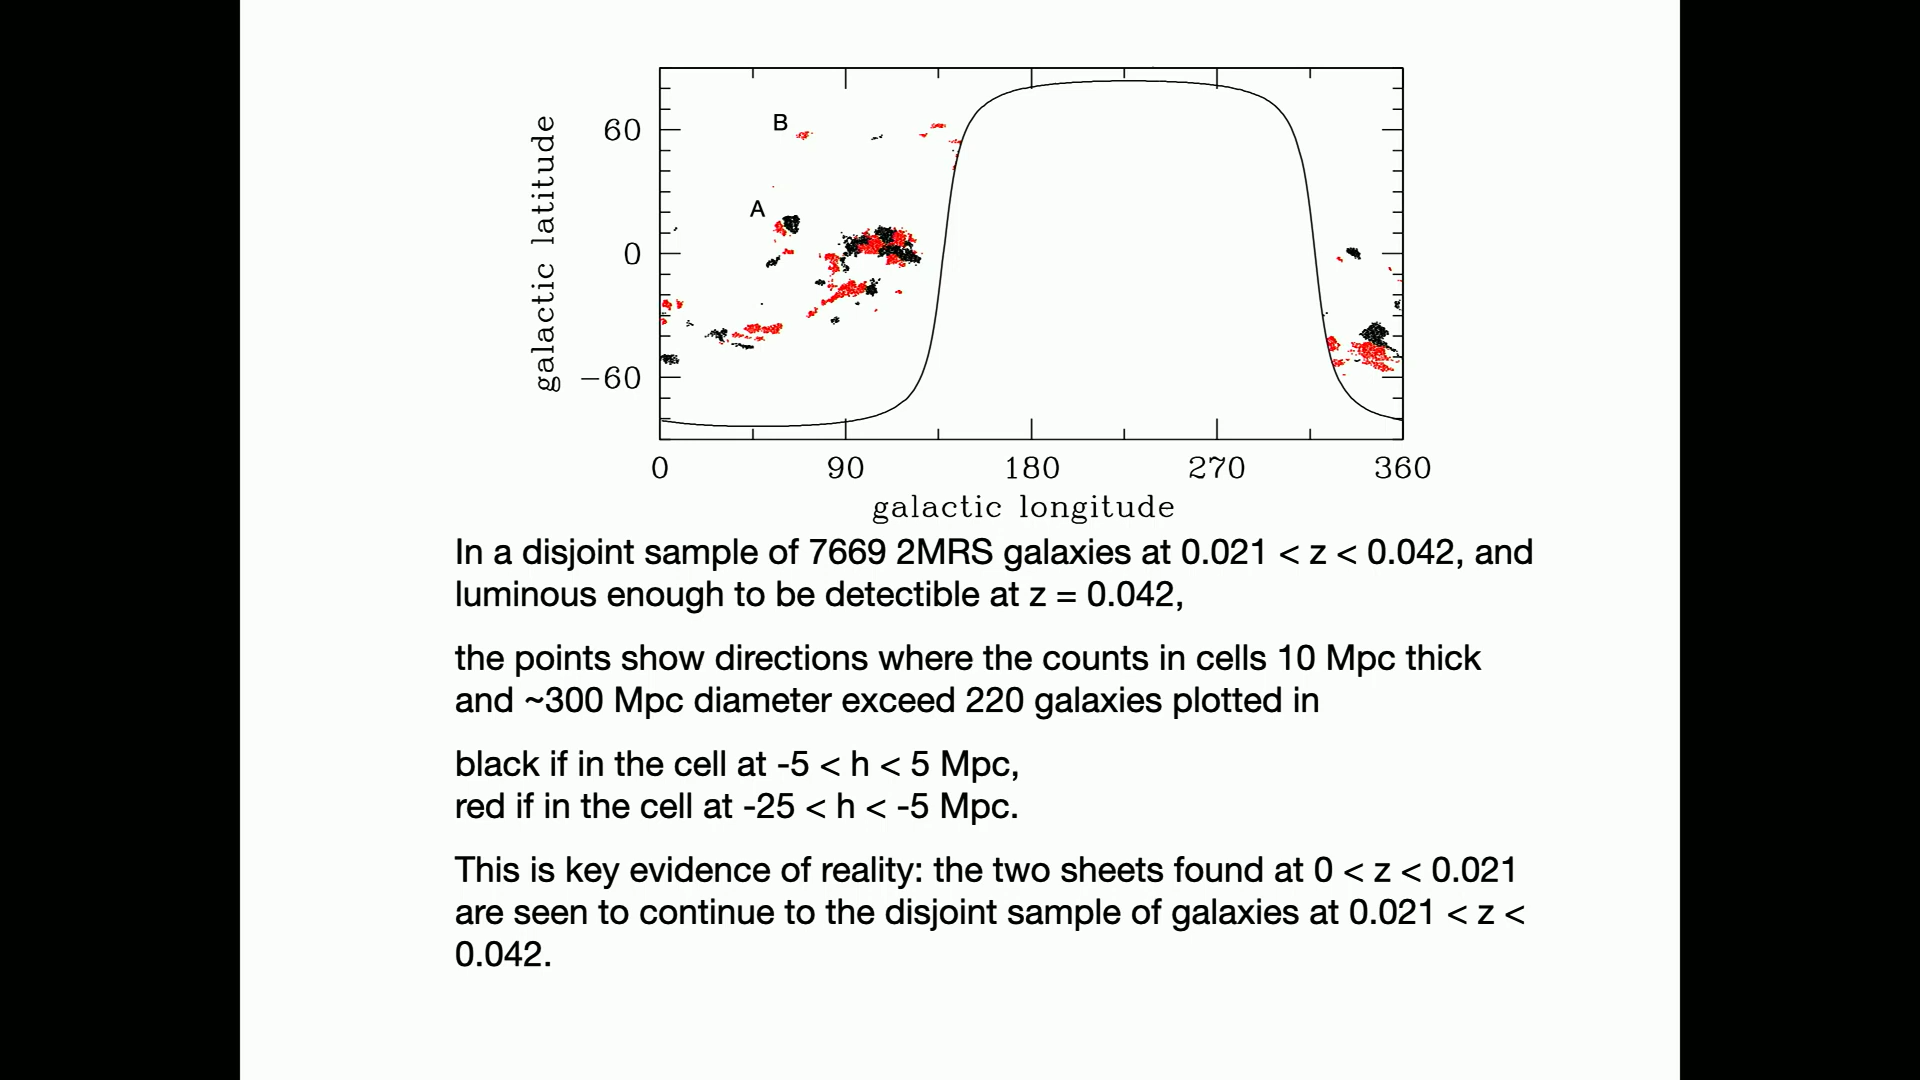 B
60
A
0
−60
galactic latitude
0 90 180 270 360
galactic longitude
In a disjoint sample of 7669 2MRS galaxies at 0.021 < z < 0.042, and
luminous enough to be detectible at z = 0.042,
the points show directions where the counts in cells 10 Mpc thick
and ~300 Mpc diameter exceed 220 galaxies plotted in
black if in the cell at -5 < h < 5 Mpc,
red if in the cell at -25 < h < -5 Mpc.
This is key evidence of reality: the two sheets found at 0 < z < 0.021
are seen to continue to the disjoint sample of galaxies at 0.021 < z <
0.042.